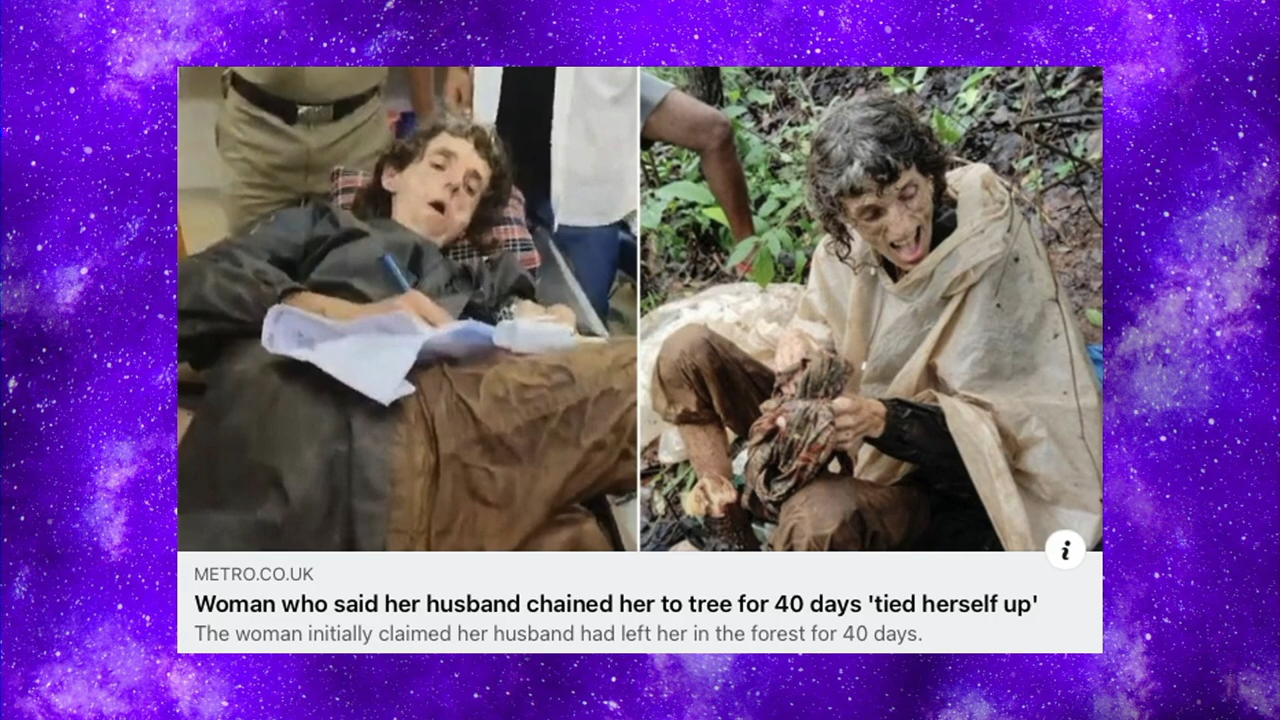 METRO.CO.UK
Woman who said her husband chained her to tree for 40 days 'tied herself up'
The woman initially claimed her husband had left her in the forest for 40 days.